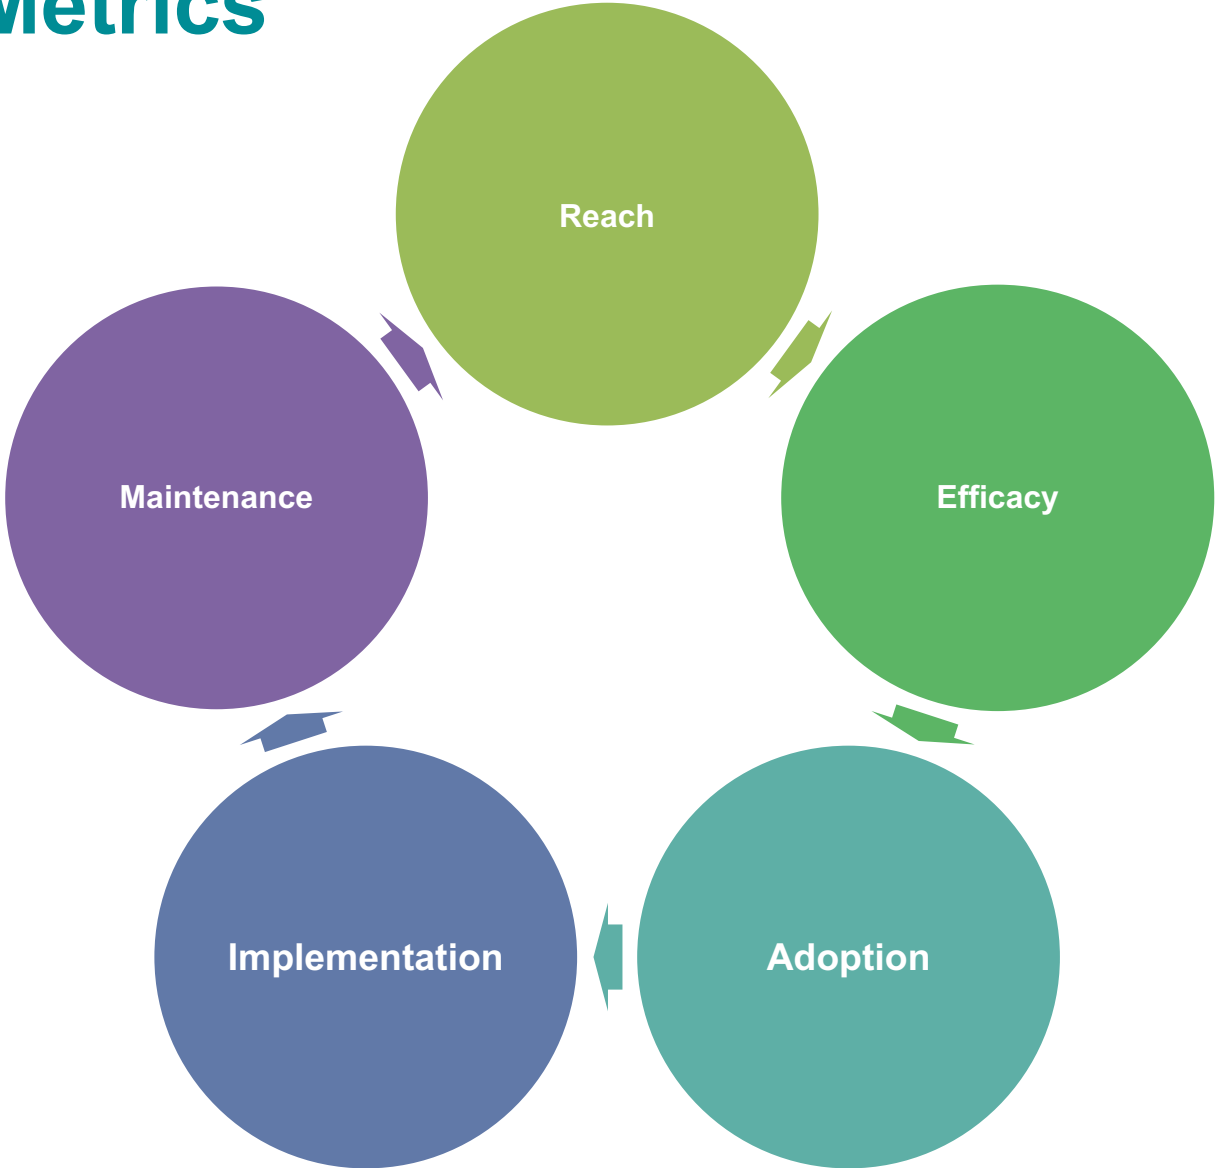 Metrics
Reach
Efficacy
Adoption
Implementation
Maintenance